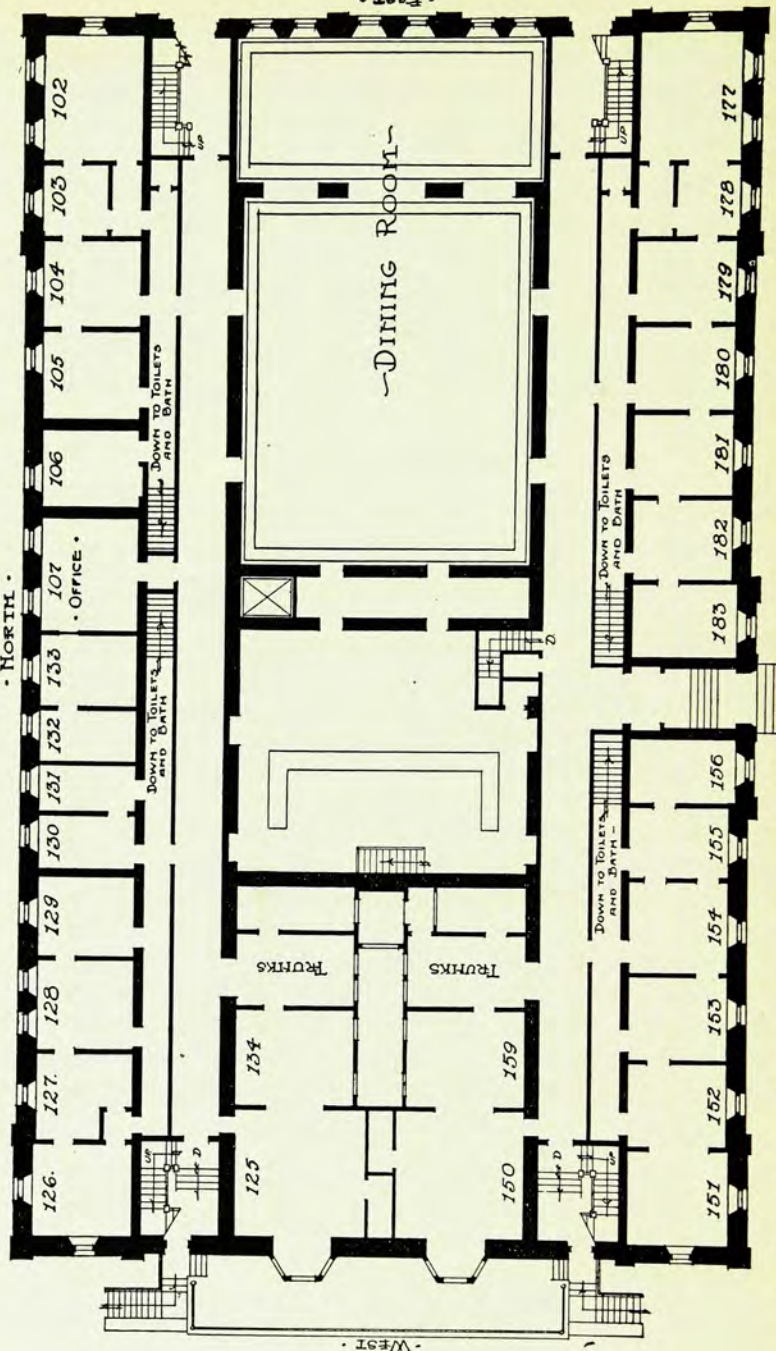 · EAST ·
· NORTH ·
102
103
104
105
106
107
· OFFICE ·
133
132
131
130
129
128
127.
126.
UP
DOWN TO TOILETS
AND BATH
DOWN TO TOILETS
AND BATH
UP
D
~DINING ROOM~
D
TRUNKS
TRUNKS
134
159
125
150
UP
DOWN TO TOILETS
AND BATH
DOWN TO TOILETS
AND BATH –
D
UP
177
178
179
180
181
182
183
156
155
154
153
152
151
· WEST ·